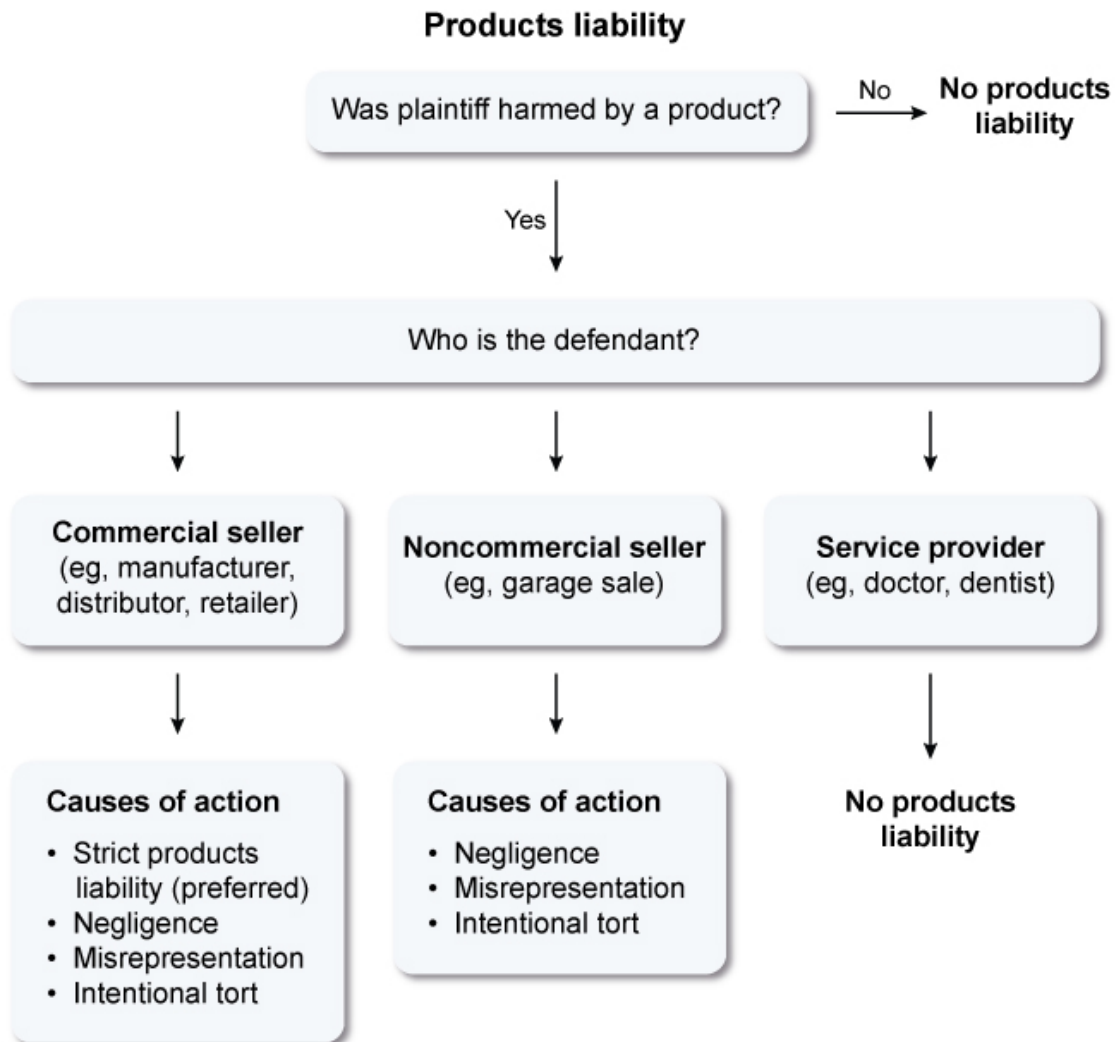 Products liability
Was plaintiff harmed by a product?
No
No products
liability
Yes
Who is the defendant?
Commercial seller
(eg, manufacturer,
distributor, retailer)
Noncommercial seller
(eg, garage sale)
Service provider
(eg, doctor, dentist)
Causes of action
• Strict products
liability (preferred)
• Negligence
• Misrepresentation
• Intentional tort
Causes of action
• Negligence
• Misrepresentation
• Intentional tort
No products
liability